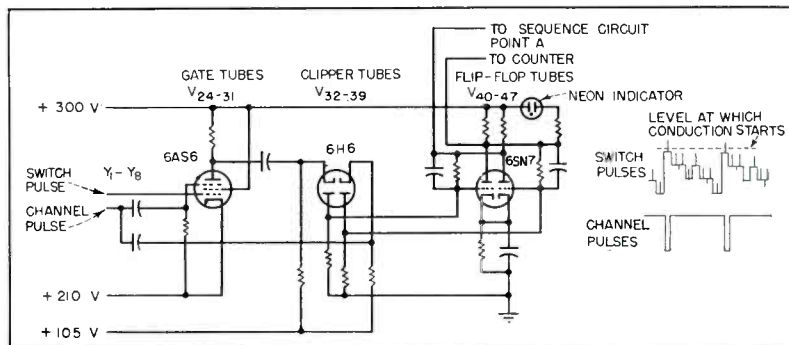 TO SEQUENCE CIRCUIT
POINT A
TO COUNTER
GATE TUBES
V24-31
CLIPPER TUBES
V32-39
FLIP-FLOP TUBES
V40-47
NEON INDICATOR
+ 300 V
6AS6
6H6
6SN7
LEVEL AT WHICH
CONDUCTION STARTS
SWITCH
PULSES
SWITCH
PULSE
Y1 - Y8
CHANNEL
PULSE
CHANNEL
PULSES
+ 210 V
+ 105 V